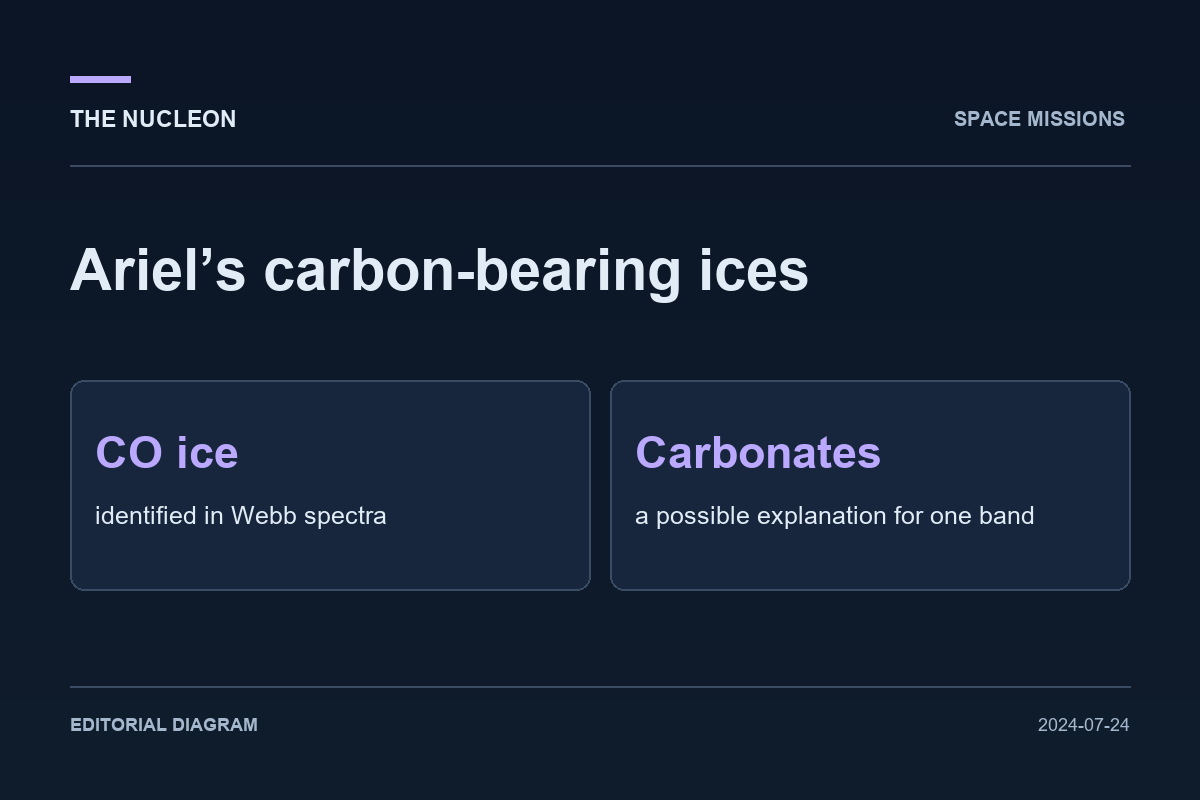 THE NUCLEON
SPACE MISSIONS
Ariel’s carbon-bearing ices
CO ice
identified in Webb spectra
Carbonates
a possible explanation for one band
EDITORIAL DIAGRAM
2024-07-24